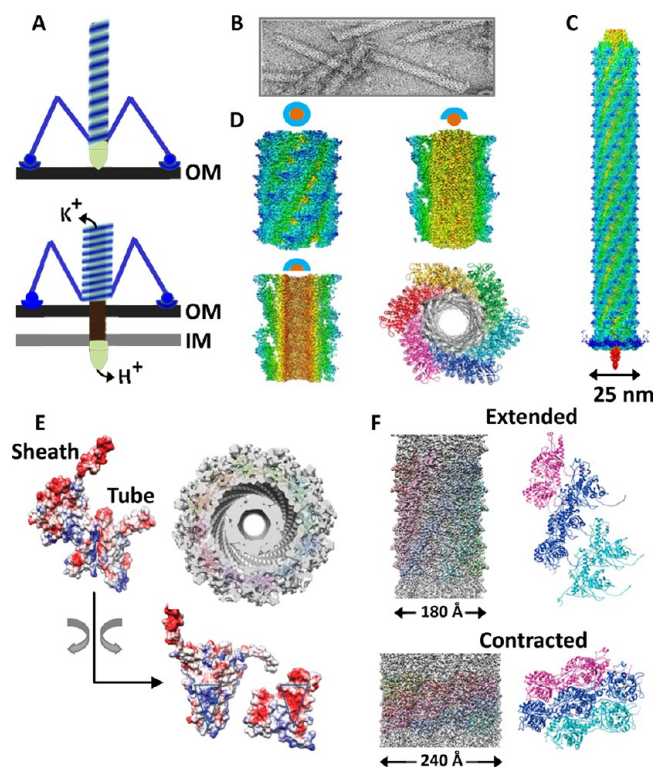 A
B
C
D
OM
K+
OM
IM
H+
25 nm
E
Sheath
Tube
F
Extended
180 Å
Contracted
240 Å